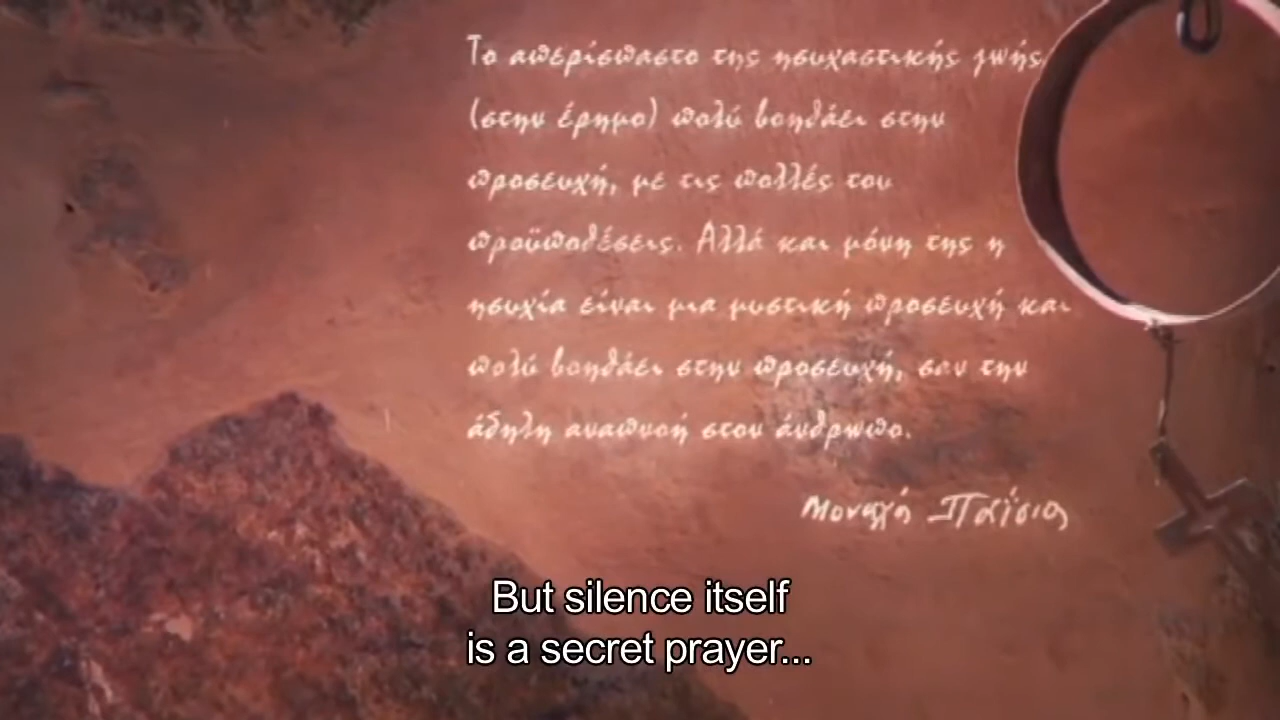 Το απερίσπαστο της ησυχαστικής ζωής,
(στην έρημο) πολύ βοηθάει στην
προσευχή, με τις πολλές του
προϋποθέσεις. Αλλά και μόνη της η
ησυχία είναι μια μυστική προσευχή και
πολύ βοηθάει στην προσευχή, σαν την
άδηλη αναπνοή στον άνθρωπο.
Μοναχό Παΐσιος
But silence itself
is a secret prayer...